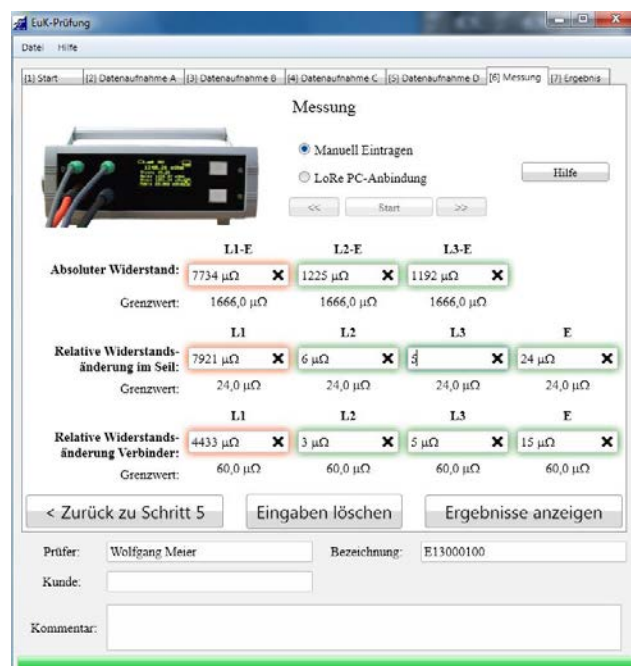 EuK-Prüfung
Datei Hilfe
[1] Start [2] Datenaufnahme A [3] Datenaufnahme B [4] Datenaufnahme C [5] Datenaufnahme D [6] Messung [7] Ergebnis
Messung
Manuell Eintragen
LoRe PC-Anbindung
Hilfe
<< Start >>
L1-E L2-E L3-E
Absoluter Widerstand: 7734 µΩ 1225 µΩ 1192 µΩ
Grenzwert: 1666,0 µΩ 1666,0 µΩ 1666,0 µΩ
L1 L2 L3 E
Relative Widerstands-
änderung im Seil: 7921 µΩ 6 µΩ 5 24 µΩ
Grenzwert: 24,0 µΩ 24,0 µΩ 24,0 µΩ 24,0 µΩ
L1 L2 L3 E
Relative Widerstands-
änderung Verbinder: 4433 µΩ 3 µΩ 5 µΩ 15 µΩ
Grenzwert: 60,0 µΩ 60,0 µΩ 60,0 µΩ 60,0 µΩ
< Zurück zu Schritt 5 Eingaben löschen Ergebnisse anzeigen
Prüfer: Wolfgang Meier Bezeichnung: E13000100
Kunde:
Kommentar: